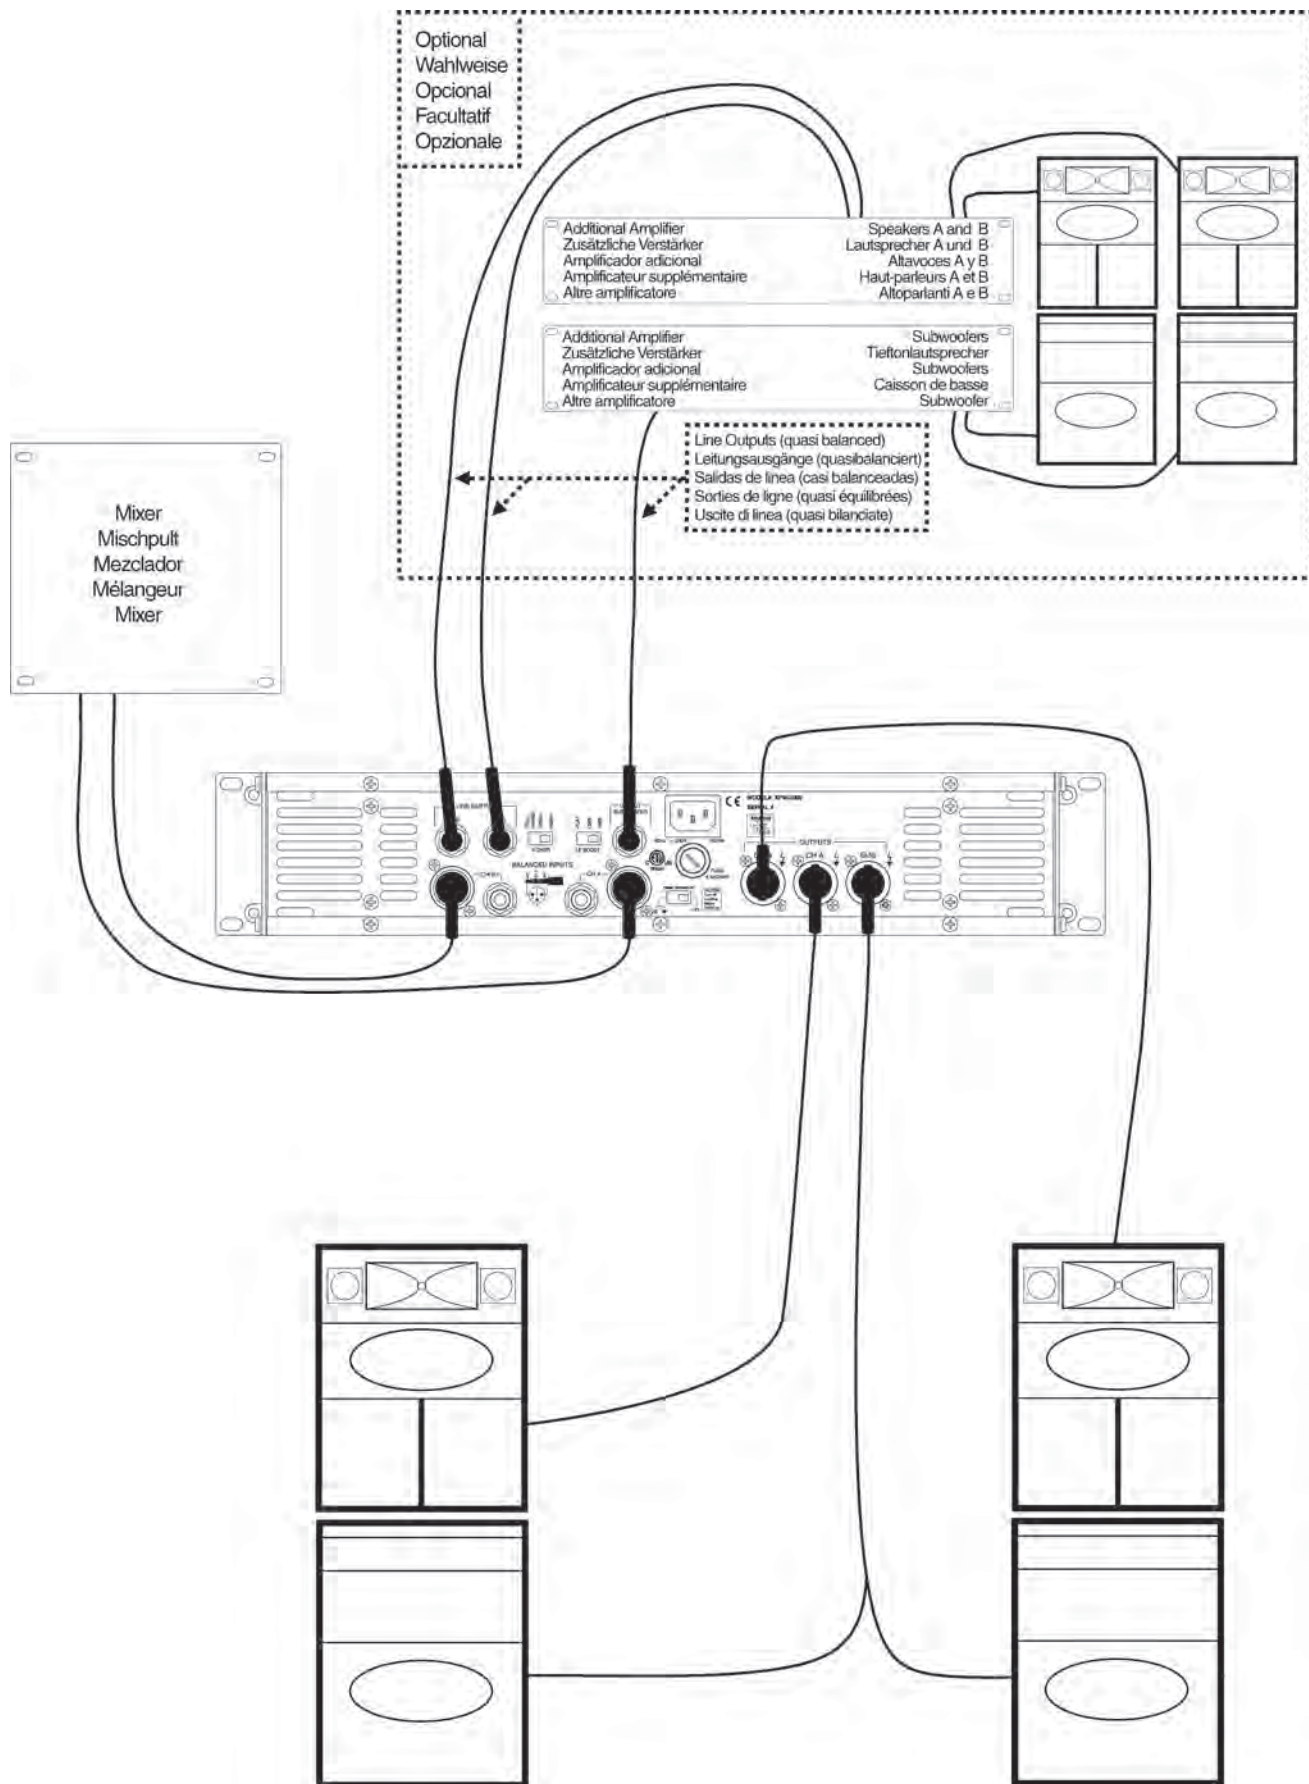 Optional
Wahlweise
Opcional
Facultatif
Opzionale
Additional Amplifier
Zusätzliche Verstärker
Amplificador adicional
Amplificateur supplémentaire
Altre amplificatore
Speakers A and B
Lautsprecher A und B
Altavoces A y B
Haut-parleurs A et B
Altoparlanti A e B
Additional Amplifier
Zusätzliche Verstärker
Amplificador adicional
Amplificateur supplémentaire
Altre amplificatore
Subwoofers
Tieftonlautsprecher
Subwoofers
Caisson de basse
Subwoofer
Line Outputs (quasi balanced)
Leitungsausgänge (quasibalanciert)
Salidas de linea (casi balanceadas)
Sorties de ligne (quasi équilibrées)
Uscite di linea (quasi bilanciate)
Mixer
Mischpult
Mezclador
Mélangeur
Mixer
CE
SERIAL #
BALANCED INPUTS
CH A
OUTPUTS
CH A